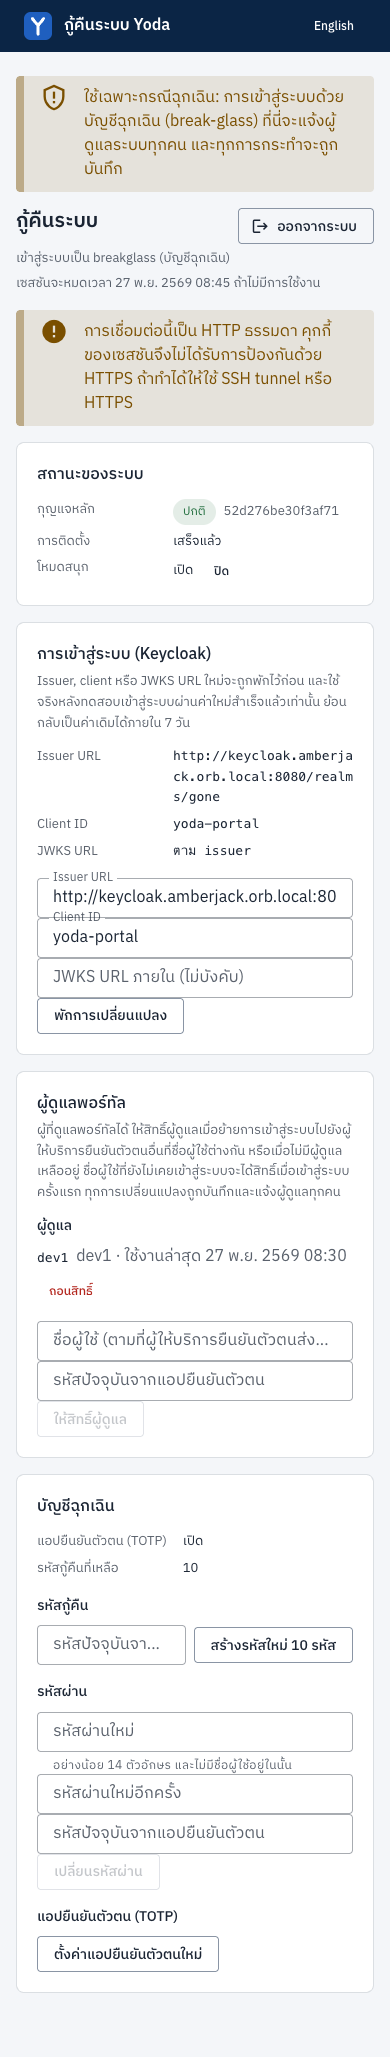 Y กู้คืนระบบ Yoda
English
ใช้เฉพาะกรณีฉุกเฉิน: การเข้าสู่ระบบด้วย
บัญชีฉุกเฉิน (break-glass) ที่นี่จะแจ้งผู้
ดูแลระบบทุกคน และทุกการกระทำจะถูก
บันทึก
กู้คืนระบบ
ออกจากระบบ
เข้าสู่ระบบเป็น breakglass (บัญชีฉุกเฉิน)
เซสชันจะหมดเวลา 27 พ.ย. 2569 08:45 ถ้าไม่มีการใช้งาน
การเชื่อมต่อนี้เป็น HTTP ธรรมดา คุกกี้
ของเซสชันจึงไม่ได้รับการป้องกันด้วย
HTTPS ถ้าทำได้ให้ใช้ SSH tunnel หรือ
HTTPS
สถานะของระบบ
กุญแจหลัก ปกติ 52d276be30f3af71
การติดตั้ง เสร็จแล้ว
โหมดสนุก เปิด ปิด
การเข้าสู่ระบบ (Keycloak)
Issuer, client หรือ JWKS URL ใหม่จะถูกพักไว้ก่อน และใช้
จริงหลังทดสอบเข้าสู่ระบบผ่านค่าใหม่สำเร็จแล้วเท่านั้น ย้อน
กลับเป็นค่าเดิมได้ภายใน 7 วัน
Issuer URL http://keycloak.amberja
ck.orb.local:8080/realm
s/gone
Client ID yoda-portal
JWKS URL ตาม issuer
Issuer URL
http://keycloak.amberjack.orb.local:80
Client ID
yoda-portal
JWKS URL ภายใน (ไม่บังคับ)
พักการเปลี่ยนแปลง
ผู้ดูแลพอร์ทัล
ผู้ที่ดูแลพอร์ทัลได้ ให้สิทธิ์ผู้ดูแลเมื่อย้ายการเข้าสู่ระบบไปยังผู้
ให้บริการยืนยันตัวตนอื่นที่ชื่อผู้ใช้ต่างกัน หรือเมื่อไม่มีผู้ดูแล
เหลืออยู่ ชื่อผู้ใช้ที่ยังไม่เคยเข้าสู่ระบบจะได้สิทธิ์เมื่อเข้าสู่ระบบ
ครั้งแรก ทุกการเปลี่ยนแปลงถูกบันทึกและแจ้งผู้ดูแลทุกคน
ผู้ดูแล
dev1 dev1 · ใช้งานล่าสุด 27 พ.ย. 2569 08:30
ถอนสิทธิ์
ชื่อผู้ใช้ (ตามที่ผู้ให้บริการยืนยันตัวตนส่ง…
รหัสปัจจุบันจากแอปยืนยันตัวตน
ให้สิทธิ์ผู้ดูแล
บัญชีฉุกเฉิน
แอปยืนยันตัวตน (TOTP) เปิด
รหัสกู้คืนที่เหลือ 10
รหัสกู้คืน
รหัสปัจจุบันจา… สร้างรหัสใหม่ 10 รหัส
รหัสผ่าน
รหัสผ่านใหม่
อย่างน้อย 14 ตัวอักษร และไม่มีชื่อผู้ใช้อยู่ในนั้น
รหัสผ่านใหม่อีกครั้ง
รหัสปัจจุบันจากแอปยืนยันตัวตน
เปลี่ยนรหัสผ่าน
แอปยืนยันตัวตน (TOTP)
ตั้งค่าแอปยืนยันตัวตนใหม่